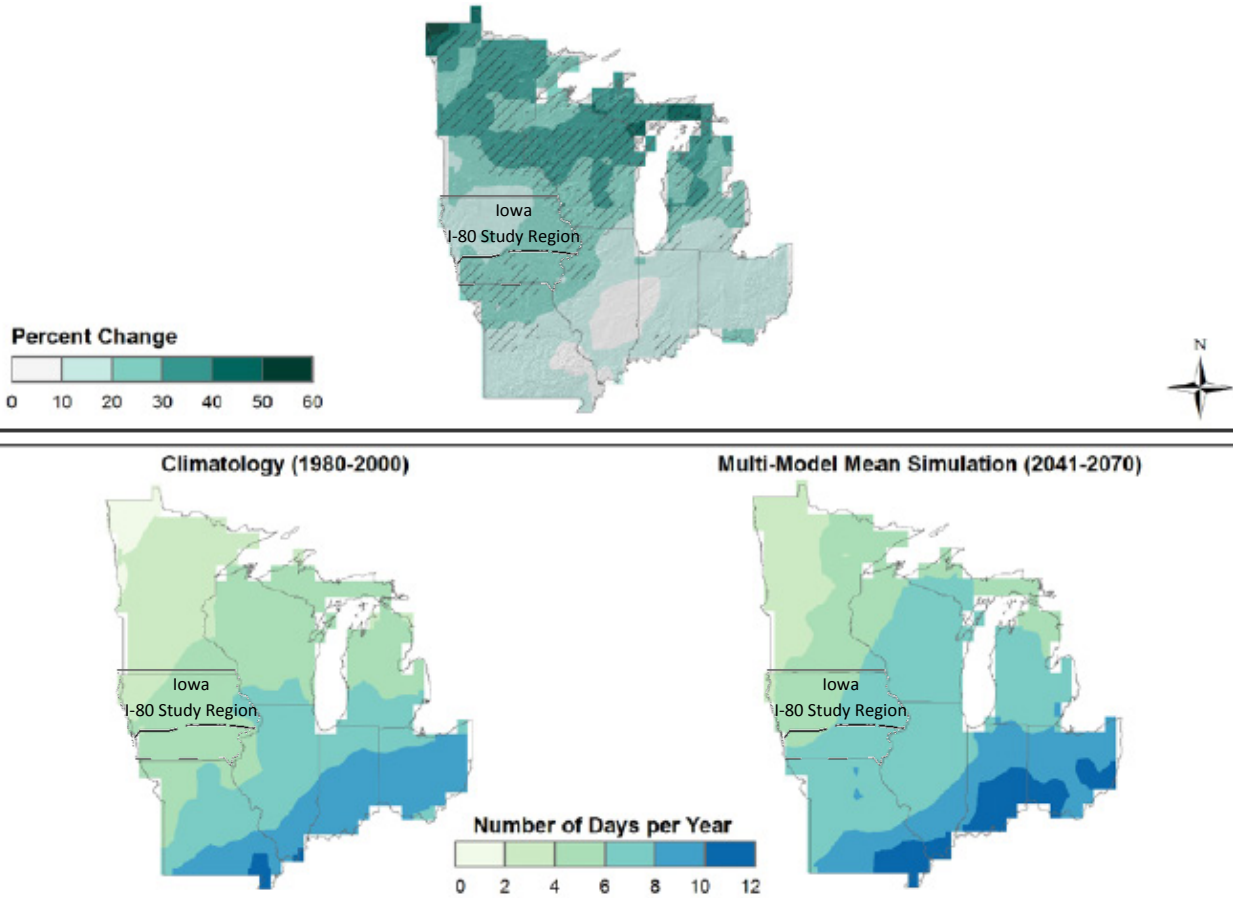 Iowa
I-80 Study Region
Percent Change
0 10 20 30 40 50 60
N
Climatology (1980-2000)
Multi-Model Mean Simulation (2041-2070)
Iowa
I-80 Study Region
Iowa
I-80 Study Region
Number of Days per Year
0 2 4 6 8 10 12